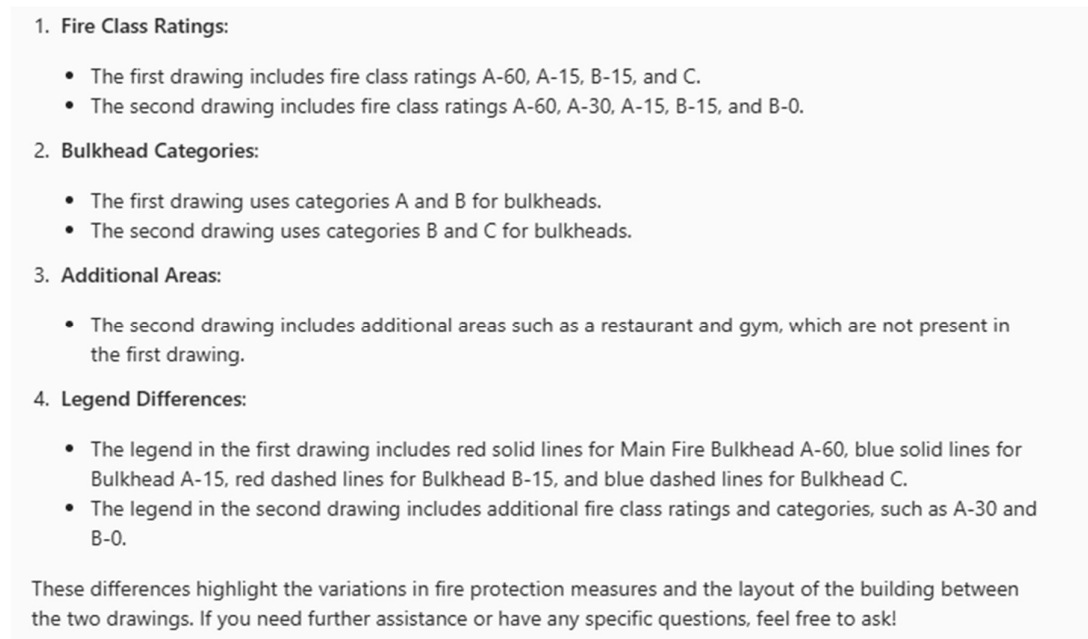 1. Fire Class Ratings:
• The first drawing includes fire class ratings A-60, A-15, B-15, and C.
• The second drawing includes fire class ratings A-60, A-30, A-15, B-15, and B-0.
2. Bulkhead Categories:
• The first drawing uses categories A and B for bulkheads.
• The second drawing uses categories B and C for bulkheads.
3. Additional Areas:
• The second drawing includes additional areas such as a restaurant and gym, which are not present in
the first drawing.
4. Legend Differences:
• The legend in the first drawing includes red solid lines for Main Fire Bulkhead A-60, blue solid lines for
Bulkhead A-15, red dashed lines for Bulkhead B-15, and blue dashed lines for Bulkhead C.
• The legend in the second drawing includes additional fire class ratings and categories, such as A-30 and
B-0.
These differences highlight the variations in fire protection measures and the layout of the building between
the two drawings. If you need further assistance or have any specific questions, feel free to ask!